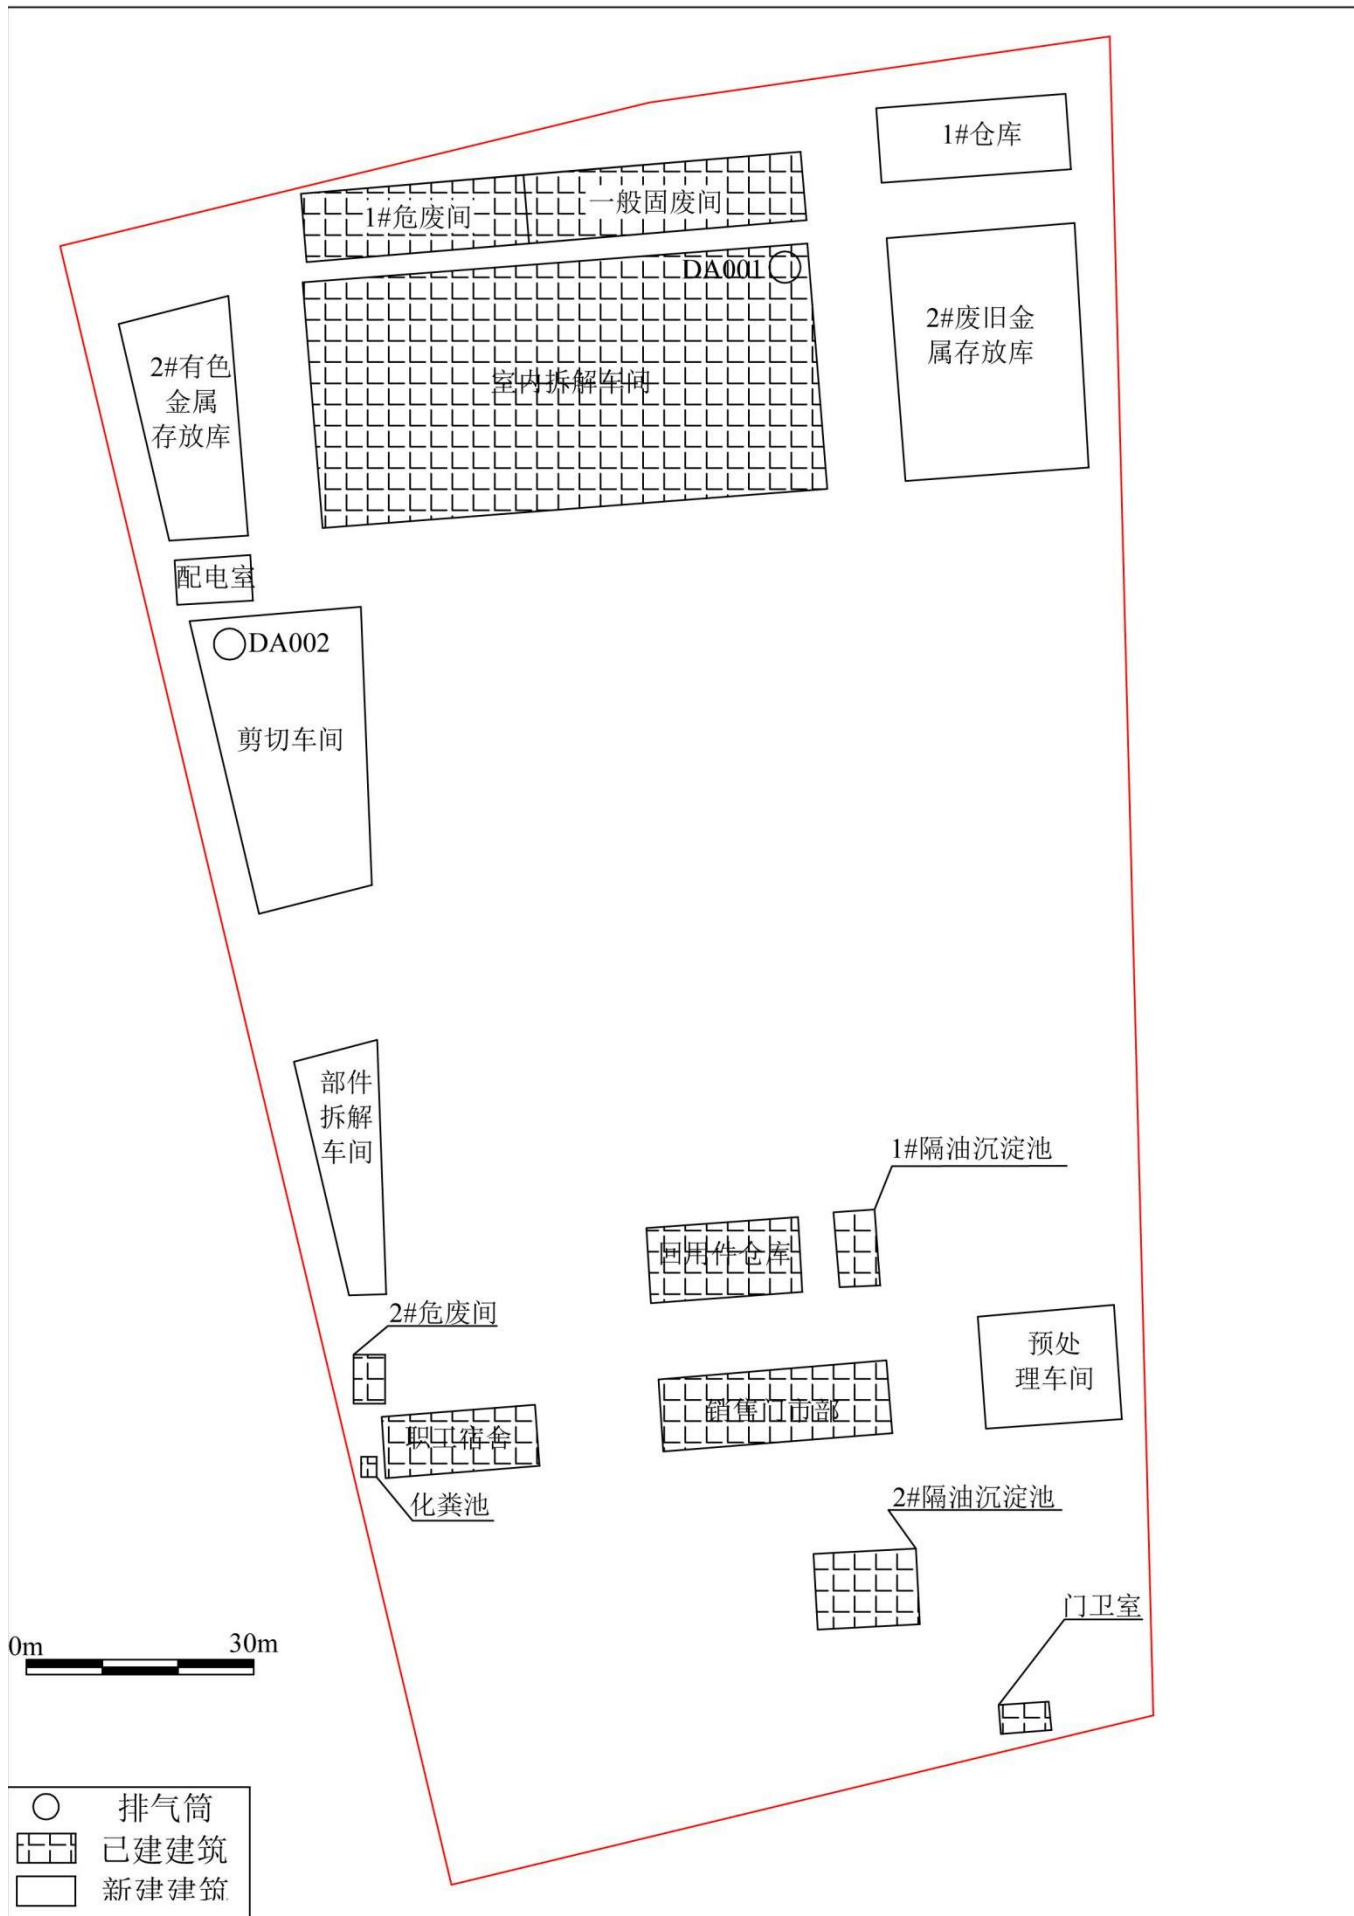 1#仓库
1#危废间
一般固废间
DA001
2#废旧金
属存放库
2#有色
金属
存放库
室内拆解车间
配电室
DA002
剪切车间
部件
拆解
车间
1#隔油沉淀池
回用件仓库
2#危废间
预处
理车间
销售门市部
职工宿舍
化粪池
2#隔油沉淀池
门卫室
0m
30m
排气筒
已建建筑
新建建筑